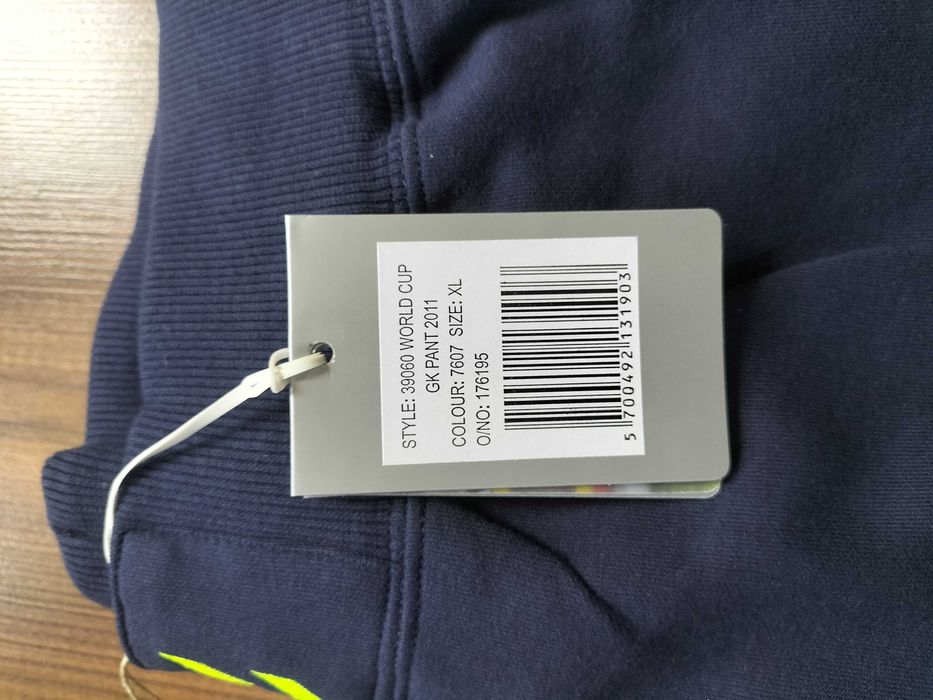 STYLE: 39060 WORLD CUP
GK PANT 2011
COLOUR: 7607 SIZE: XL
O/NO: 176195
5 700492 131903